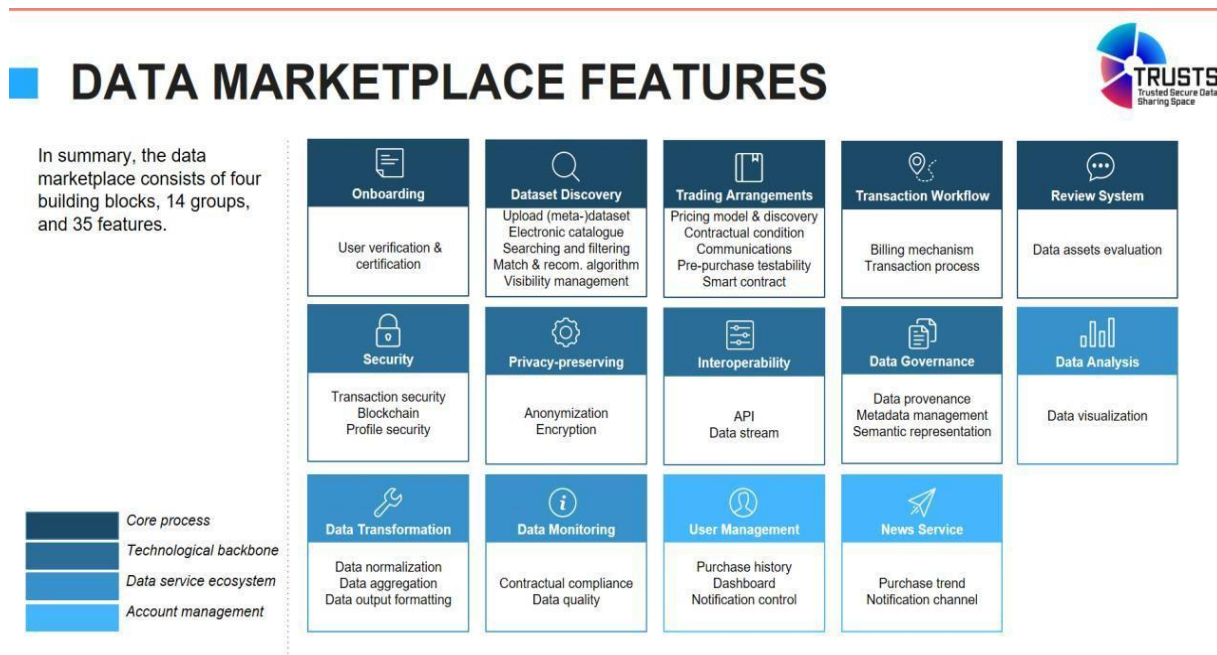 DATA MARKETPLACE FEATURES
TRUSTS
Trusted Secure Data
Sharing Space
In summary, the data
marketplace consists of four
building blocks, 14 groups,
and 35 features.
Onboarding
User verification &
certification
Dataset Discovery
Upload (meta-)dataset
Electronic catalogue
Searching and filtering
Match & recom. algorithm
Visibility management
Trading Arrangements
Pricing model & discovery
Contractual condition
Communications
Pre-purchase testability
Smart contract
Transaction Workflow
Billing mechanism
Transaction process
Review System
Data assets evaluation
Security
Transaction security
Blockchain
Profile security
Privacy-preserving
Anonymization
Encryption
Interoperability
API
Data stream
Data Governance
Data provenance
Metadata management
Semantic representation
Data Analysis
Data visualization
Data Transformation
Data normalization
Data aggregation
Data output formatting
Data Monitoring
Contractual compliance
Data quality
User Management
Purchase history
Dashboard
Notification control
News Service
Purchase trend
Notification channel
Core process
Technological backbone
Data service ecosystem
Account management